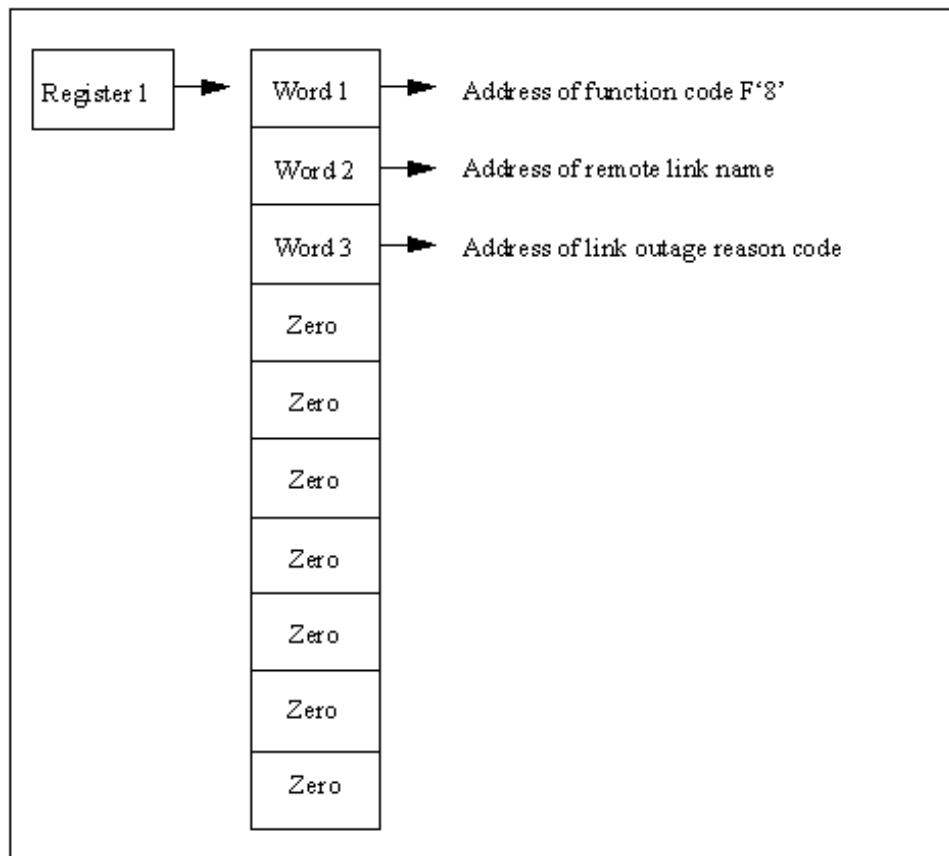 Register 1
Word 1
Address of function code F‘8’
Word 2
Address of remote link name
Word 3
Address of link outage reason code
Zero
Zero
Zero
Zero
Zero
Zero
Zero